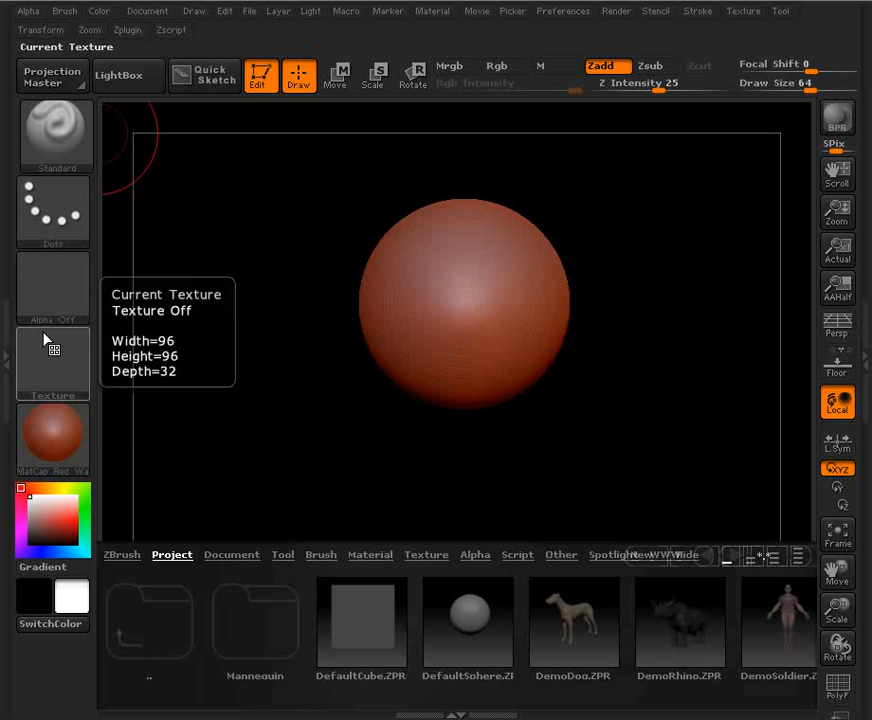 Alpha Brush Color Document Draw Edit File Layer Light Macro Marker Material Movie Picker Preferences Render Stencil Stroke Texture Tool
Transform Zoom Zplugin Zscript
Current Texture
Projection
Master
LightBox
Quick
Sketch
Edit
Draw
Move
Scale
Rotate
Mrgb Rgb M
Rgb Intensity
Zadd Zsub Zcut
Z Intensity 25
Focal Shift 0
Draw Size 64
Standard
Dots
Alpha Off
Texture
MatCap Red Wa
Gradient
SwitchColor
Current Texture
Texture Off
Width=96
Height=96
Depth=32
BPR
SPix
Scroll
Zoom
Actual
AAHalf
Persp
Floor
Local
L.Sym
XYZ
Y
Z
Frame
Move
Scale
Rotate
PolyF
ZBrush Project Document Tool Brush Material Texture Alpha Script Other Spotlight New Hide
..
Mannequin
DefaultCube.ZPR
DefaultSphere.ZF
DemoDog.ZPR
DemoRhino.ZPR
DemoSoldier.Z